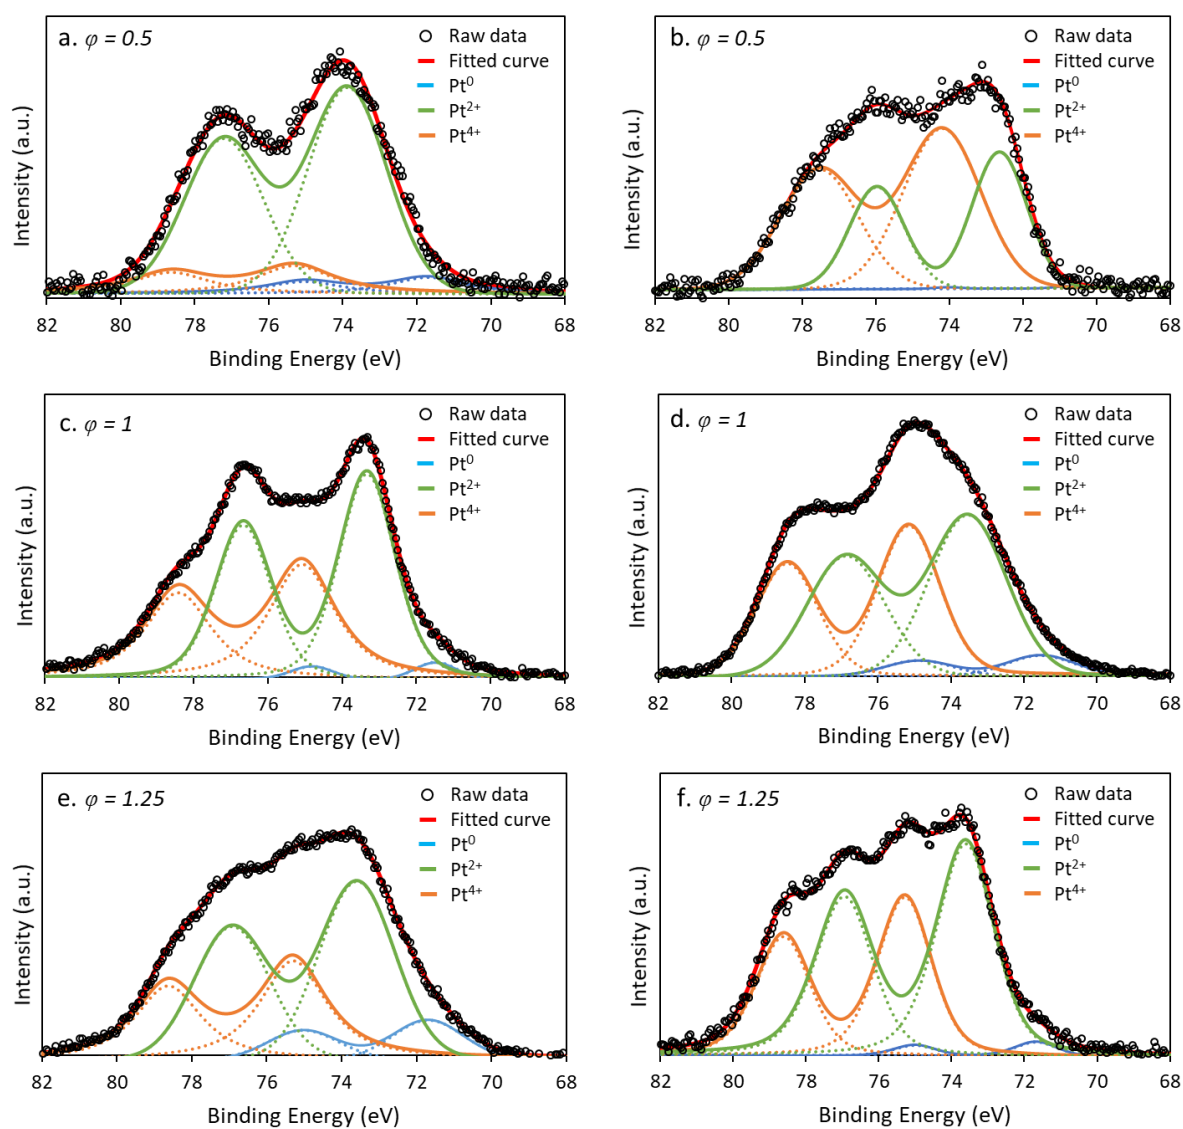 a. φ = 0.5
Raw data
Fitted curve
Pt⁰
Pt²⁺
Pt⁴⁺
Intensity (a.u.)
82 80 78 76 74 72 70 68
Binding Energy (eV)
b. φ = 0.5
Raw data
Fitted curve
Pt⁰
Pt²⁺
Pt⁴⁺
Intensity (a.u.)
82 80 78 76 74 72 70 68
Binding Energy (eV)
c. φ = 1
Raw data
Fitted curve
Pt⁰
Pt²⁺
Pt⁴⁺
Intensity (a.u.)
82 80 78 76 74 72 70 68
Binding Energy (eV)
d. φ = 1
Raw data
Fitted curve
Pt⁰
Pt²⁺
Pt⁴⁺
Intensity (a.u.)
82 80 78 76 74 72 70 68
Binding Energy (eV)
e. φ = 1.25
Raw data
Fitted curve
Pt⁰
Pt²⁺
Pt⁴⁺
Intensity (a.u.)
82 80 78 76 74 72 70 68
Binding Energy (eV)
f. φ = 1.25
Raw data
Fitted curve
Pt⁰
Pt²⁺
Pt⁴⁺
Intensity (a.u.)
82 80 78 76 74 72 70 68
Binding Energy (eV)